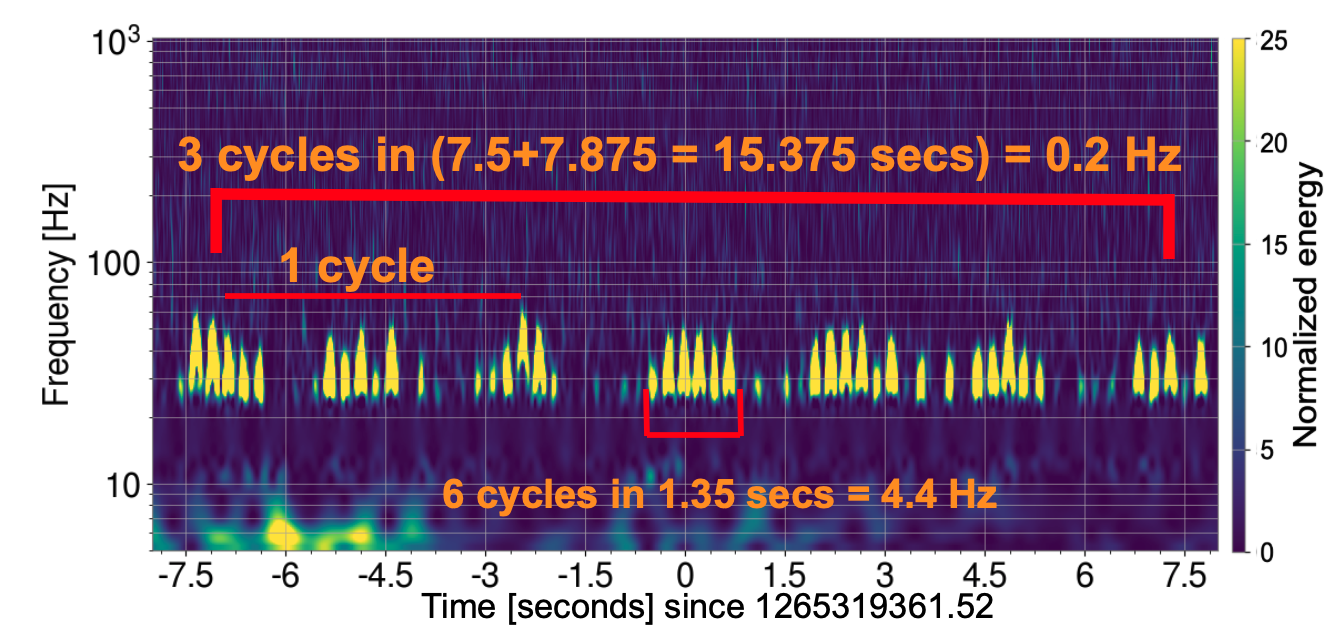 10³
100
10
Frequency [Hz]
3 cycles in (7.5+7.875 = 15.375 secs) = 0.2 Hz
1 cycle
6 cycles in 1.35 secs = 4.4 Hz
-7.5 -6 -4.5 -3 -1.5 0 1.5 3 4.5 6 7.5
Time [seconds] since 1265319361.52
25
20
15
10
5
0
Normalized energy